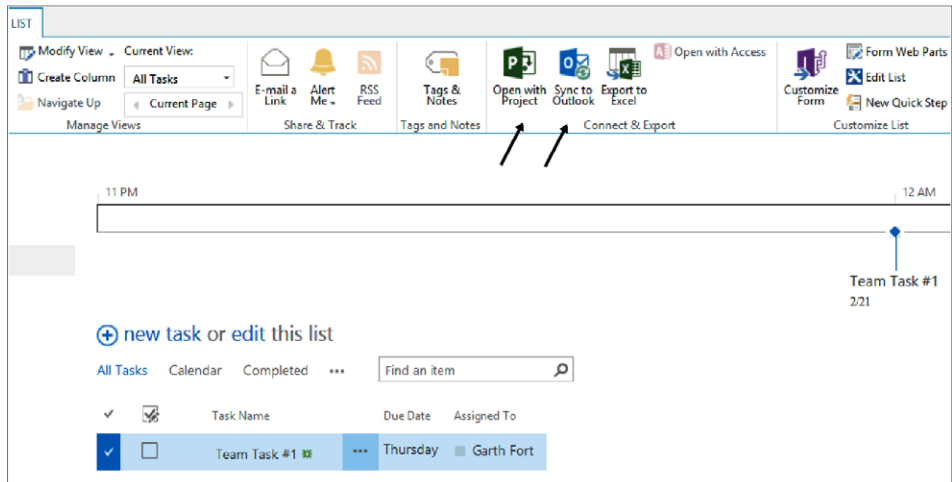 LIST
Modify View Current View:
Create Column All Tasks
Navigate Up Current Page
Manage Views
E-mail a Link
Alert Me
RSS Feed
Share & Track
Tags & Notes
Tags and Notes
Open with Project
Sync to Outlook
Export to Excel
Open with Access
Connect & Export
Customize Form
Form Web Parts
Edit List
New Quick Step
Customize List
11 PM 12 AM
Team Task #1
2/21
new task or edit this list
All Tasks Calendar Completed ••• Find an item
Task Name Due Date Assigned To
Team Task #1 ••• Thursday Garth Fort